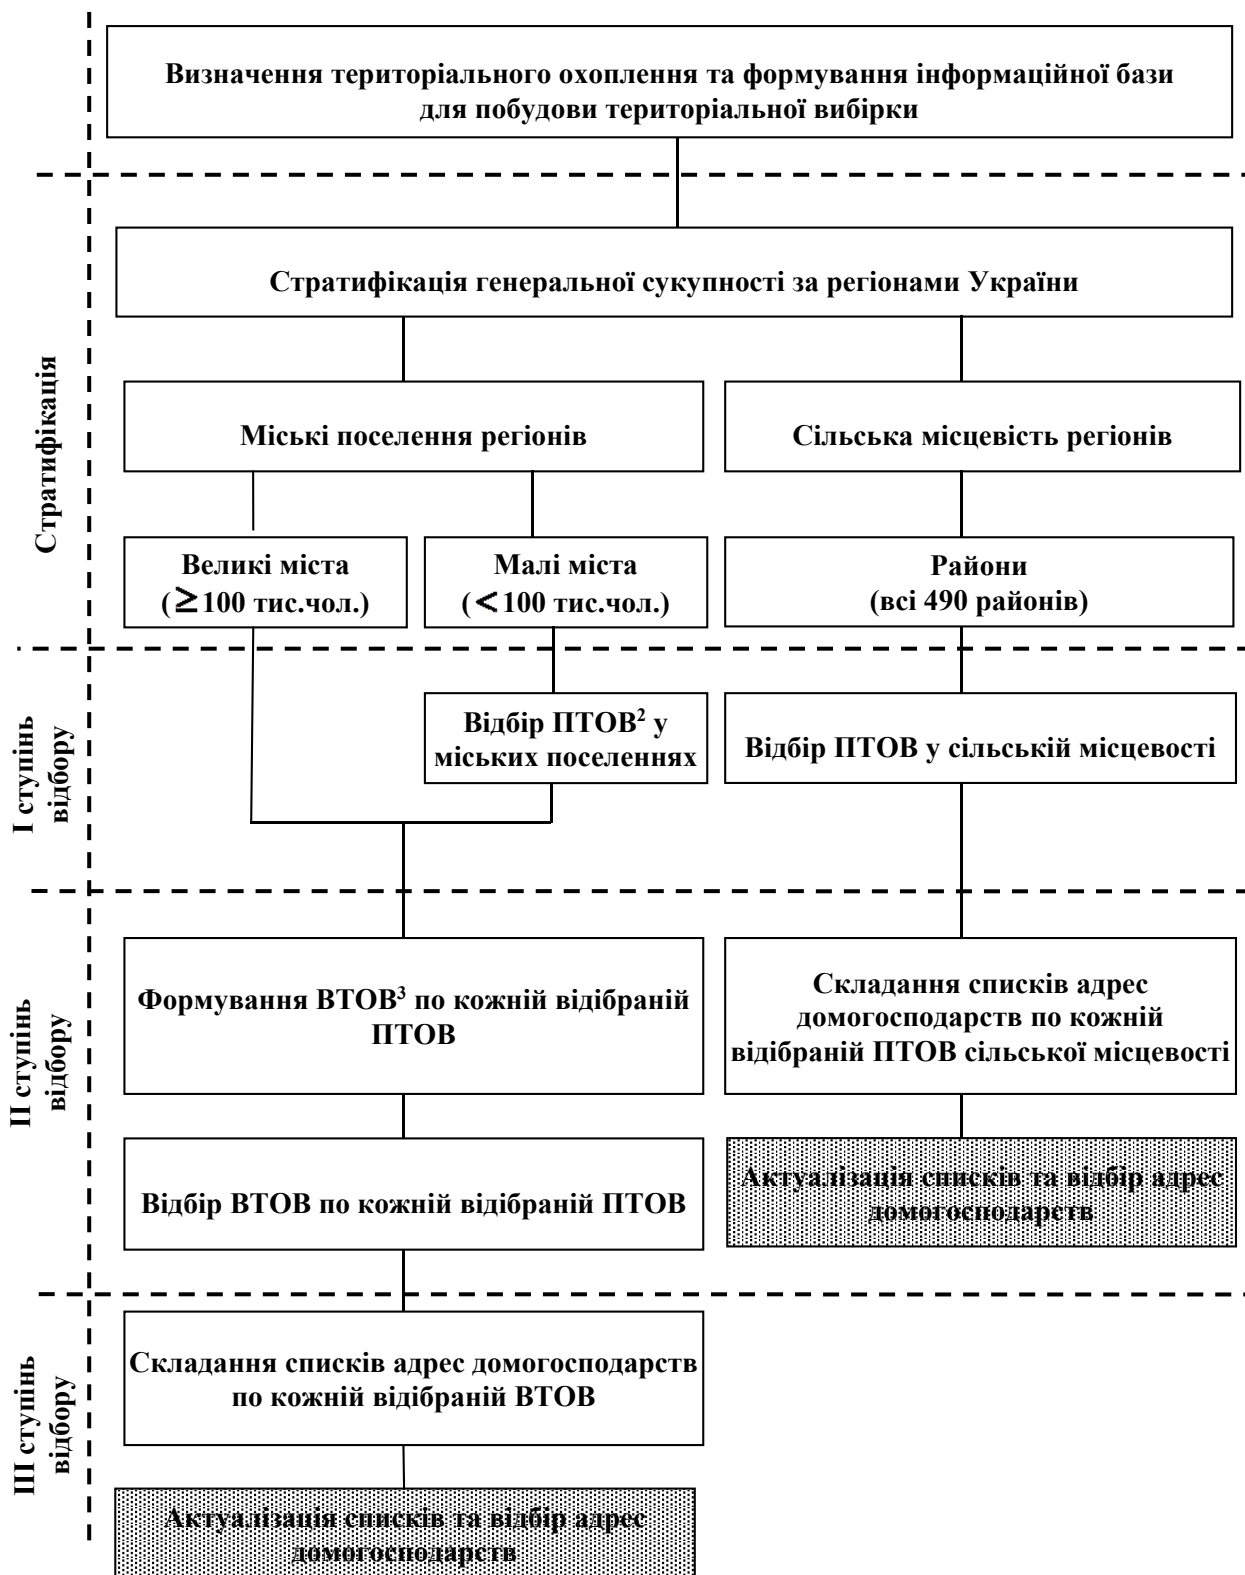 Визначення територіального охоплення та формування інформаційної бази
для побудови територіальної вибірки
Стратифікація
Стратифікація генеральної сукупності за регіонами України
Міські поселення регіонів
Сільська місцевість регіонів
Великі міста
(≥100 тис.чол.)
Малі міста
(<100 тис.чол.)
Райони
(всі 490 районів)
I ступінь
відбору
Відбір ПТОВ² у
міських поселеннях
Відбір ПТОВ у сільській місцевості
II ступінь
відбору
Формування ВТОВ³ по кожній відібраній
ПТОВ
Складання списків адрес
домогосподарств по кожній
відібраній ПТОВ сільської місцевості
Відбір ВТОВ по кожній відібраній ПТОВ
Актуалізація списків та відбір адрес
домогосподарств
III ступінь
відбору
Складання списків адрес домогосподарств
по кожній відібраній ВТОВ
Актуалізація списків та відбір адрес
домогосподарств